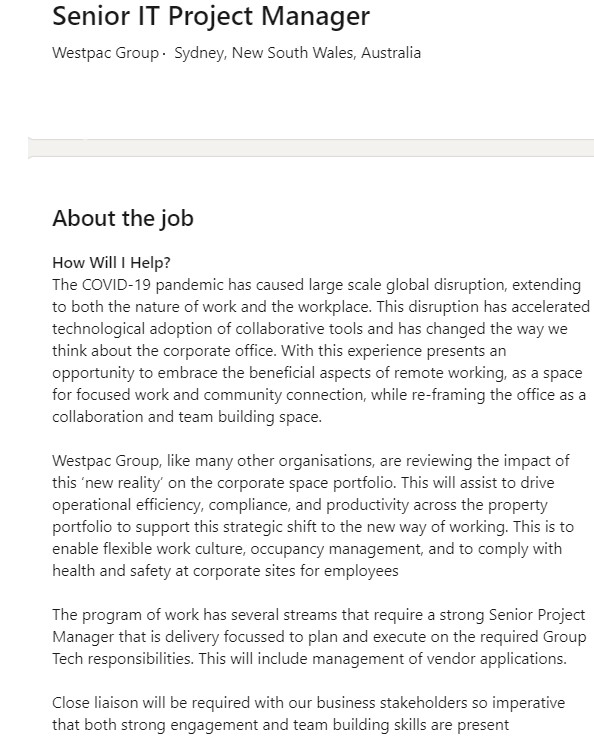 Senior IT Project Manager
Westpac Group · Sydney, New South Wales, Australia
About the job
How Will I Help?
The COVID-19 pandemic has caused large scale global disruption, extending
to both the nature of work and the workplace. This disruption has accelerated
technological adoption of collaborative tools and has changed the way we
think about the corporate office. With this experience presents an
opportunity to embrace the beneficial aspects of remote working, as a space
for focused work and community connection, while re-framing the office as a
collaboration and team building space.
Westpac Group, like many other organisations, are reviewing the impact of
this ‘new reality’ on the corporate space portfolio. This will assist to drive
operational efficiency, compliance, and productivity across the property
portfolio to support this strategic shift to the new way of working. This is to
enable flexible work culture, occupancy management, and to comply with
health and safety at corporate sites for employees
The program of work has several streams that require a strong Senior Project
Manager that is delivery focussed to plan and execute on the required Group
Tech responsibilities. This will include management of vendor applications.
Close liaison will be required with our business stakeholders so imperative
that both strong engagement and team building skills are present